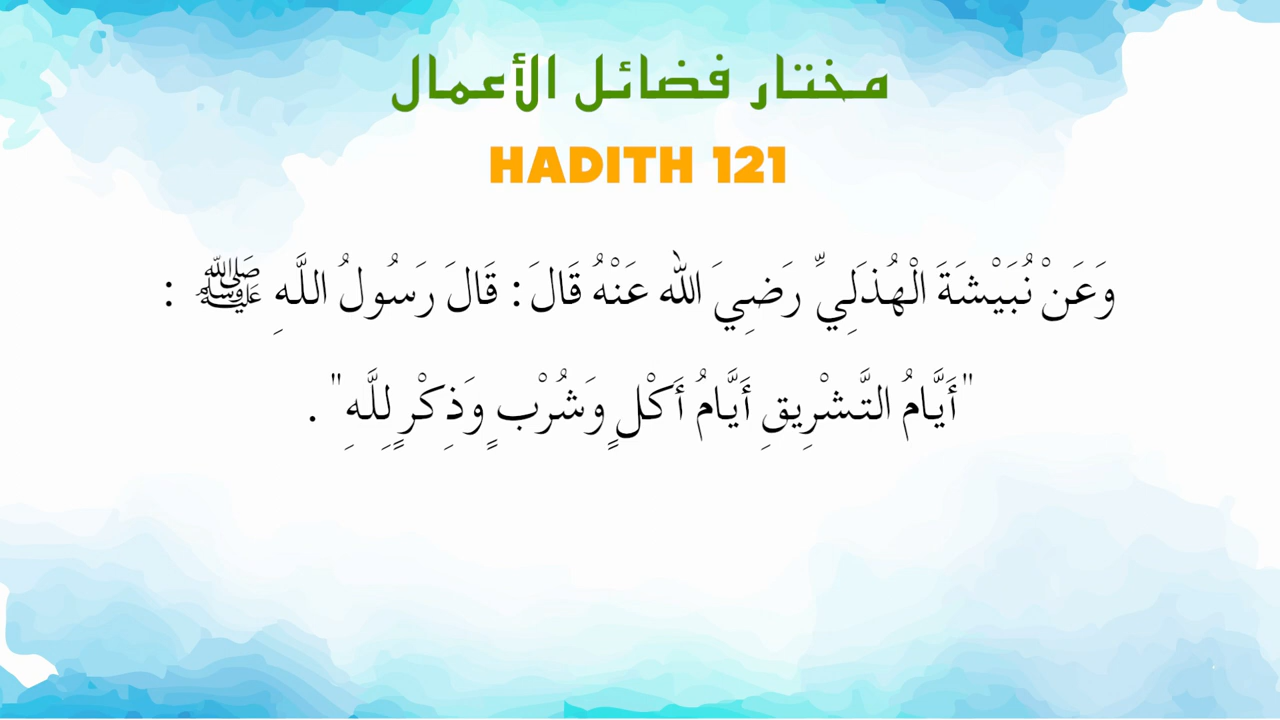 مختار فضائل الأعمال
HADITH 121
وَعَنْ نُبَيْشَةَ الْهُذَلِيِّ رَضِيَ الله عَنْهُ قَالَ : قَالَ رَسُولُ اللَّهِ ﷺ :
"أَيَّامُ التَّشْرِيقِ أَيَّامُ أَكْلٍ وَشُرْبٍ وَذِكْرٍ لِلَّهِ" .